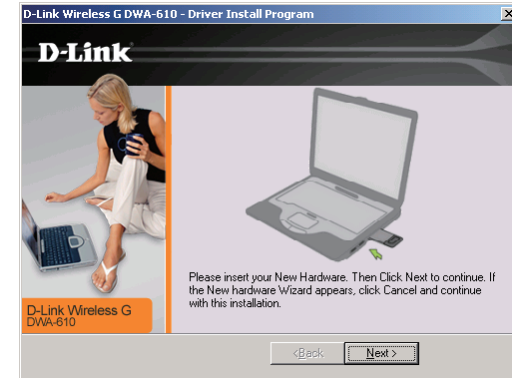 D-Link Wireless G DWA-610 - Driver Install Program
D-Link
Please insert your New Hardware. Then Click Next to continue. If
the New hardware Wizard appears, click Cancel and continue
with this installation.
D-Link Wireless G
DWA-610
<Back
Next >